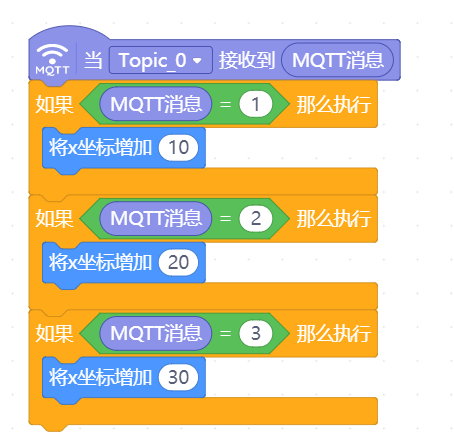 MQTT 当 Topic_0 接收到 MQTT消息
如果 MQTT消息 = 1 那么执行
将x坐标增加 10
如果 MQTT消息 = 2 那么执行
将x坐标增加 20
如果 MQTT消息 = 3 那么执行
将x坐标增加 30